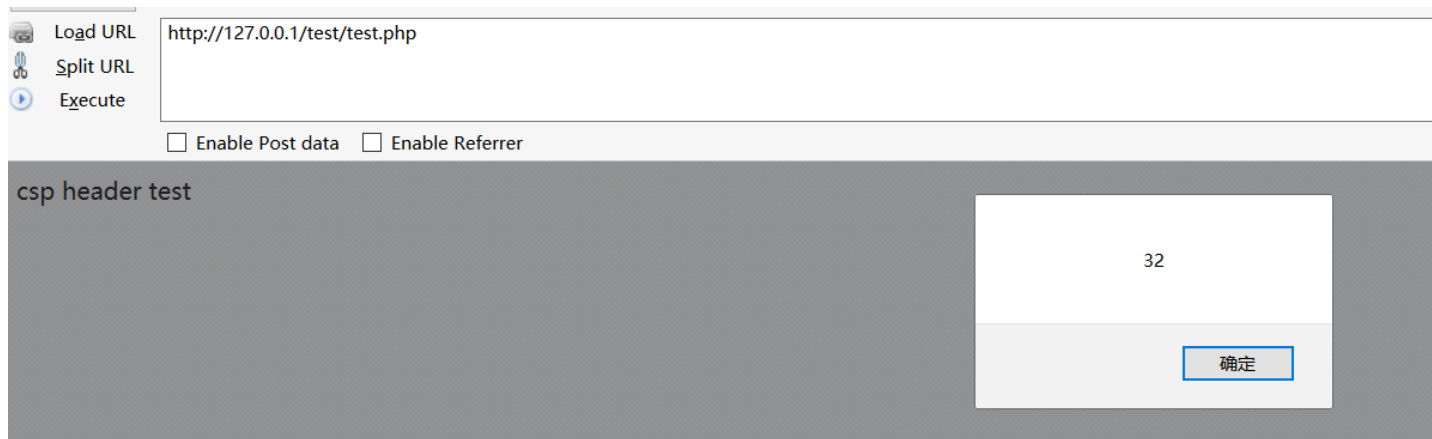 Load URL
http://127.0.0.1/test/test.php
Split URL
Execute
Enable Post data
Enable Referrer
csp header test
32
确定